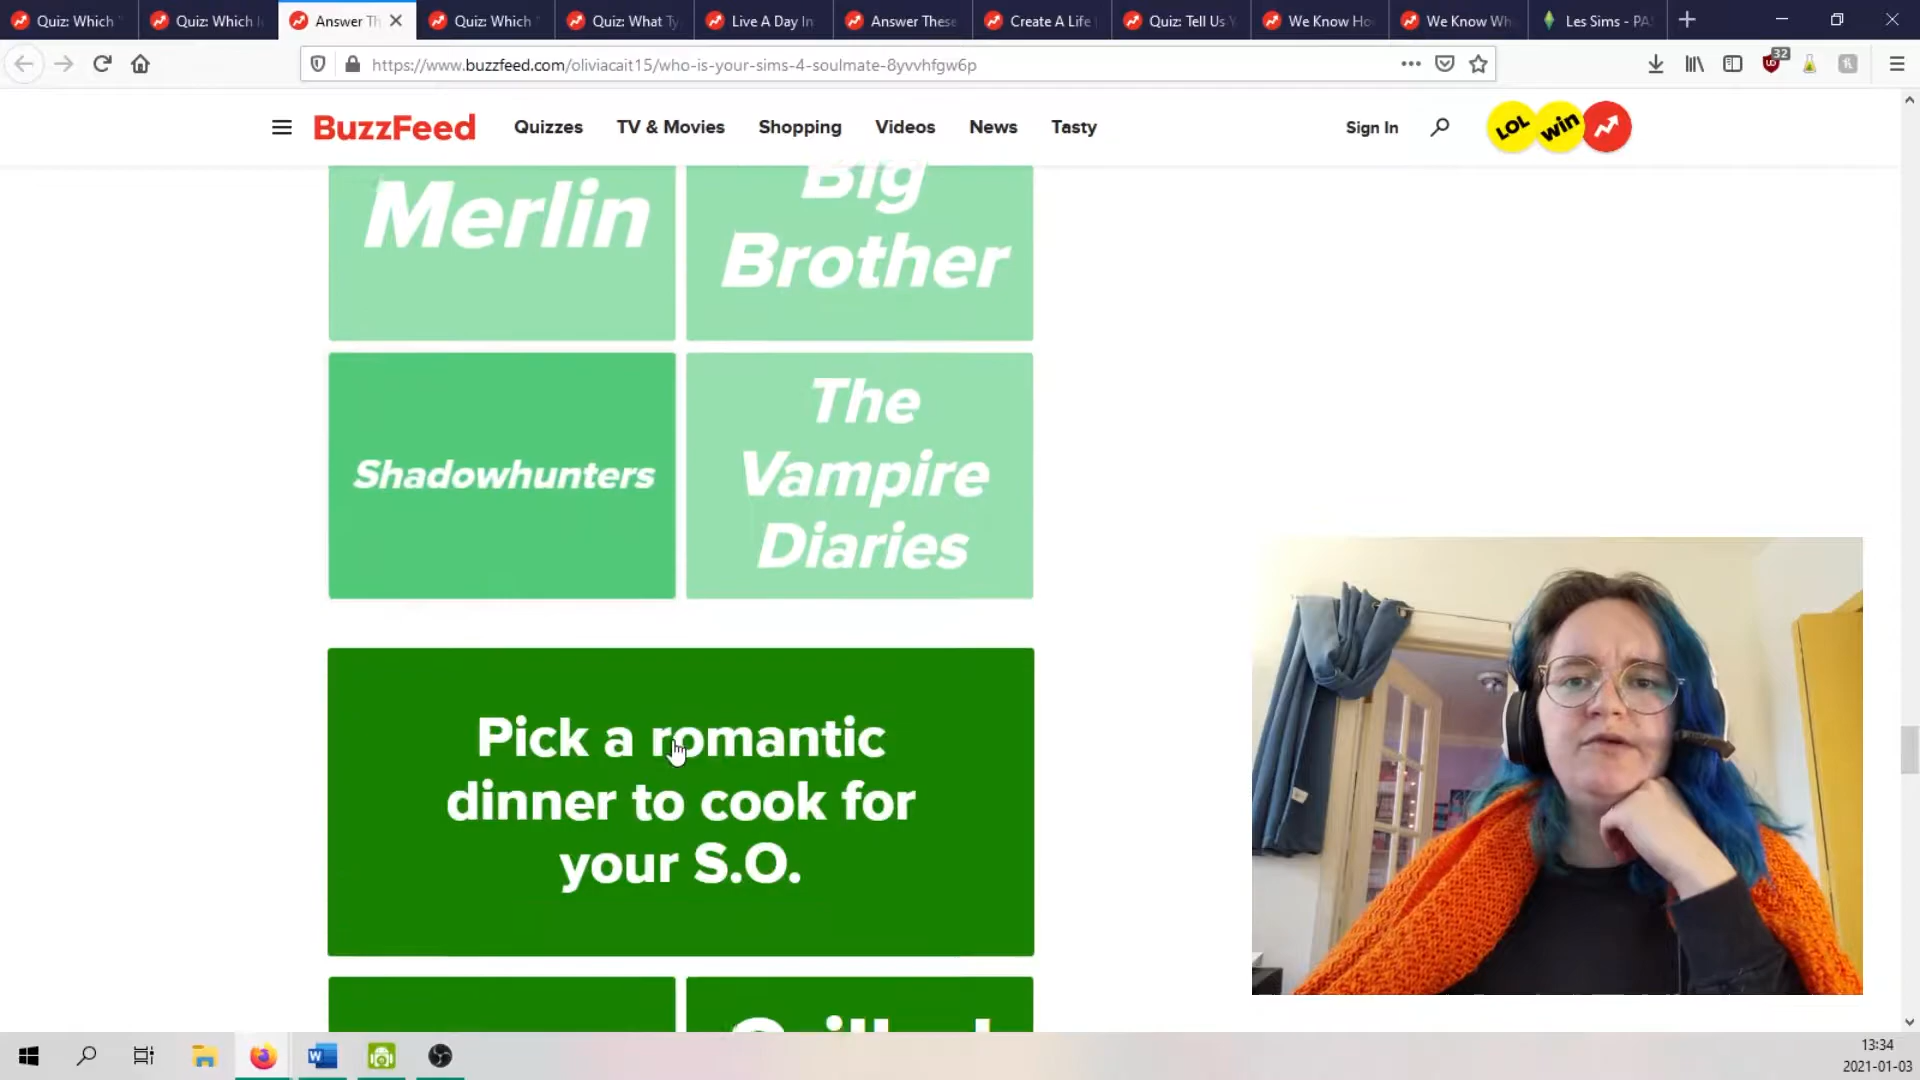 Quiz: Which
Quiz: Which I
Answer Th
Quiz: Which "
Quiz: What Ty
Live A Day In
Answer These
Create A Life
Quiz: Tell Us Y
We Know Ho
We Know Wh
Les Sims - PA
https://www.buzzfeed.com/oliviacait15/who-is-your-sims-4-soulmate-8yvvhfgw6p
32
BuzzFeed
Quizzes
TV & Movies
Shopping
Videos
News
Tasty
Sign In
LOL
win
Merlin
Big
Brother
Shadowhunters
The
Vampire
Diaries
Pick a romantic
dinner to cook for
your S.O.
13:34
2021-01-03